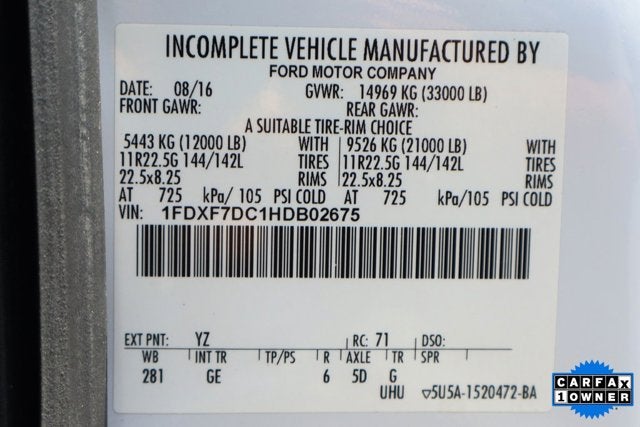 INCOMPLETE VEHICLE MANUFACTURED BY
FORD MOTOR COMPANY
DATE: 08/16 GVWR: 14969 KG (33000 LB)
FRONT GAWR: REAR GAWR:
A SUITABLE TIRE-RIM CHOICE
5443 KG (12000 LB) WITH 9526 KG (21000 LB) WITH
11R22.5G 144/142L TIRES 11R22.5G 144/142L TIRES
22.5x8.25 RIMS 22.5x8.25 RIMS
AT 725 kPa/ 105 PSI COLD AT 725 kPa/105 PSI COLD
VIN: 1FDXF7DC1HDB02675
EXT PNT: YZ RC: 71 DSO:
WB INT TR TP/PS R AXLE TR SPR
281 GE 6 5D G
UHU ▽5U5A-1520472-BA
CARFAX
1 OWNER